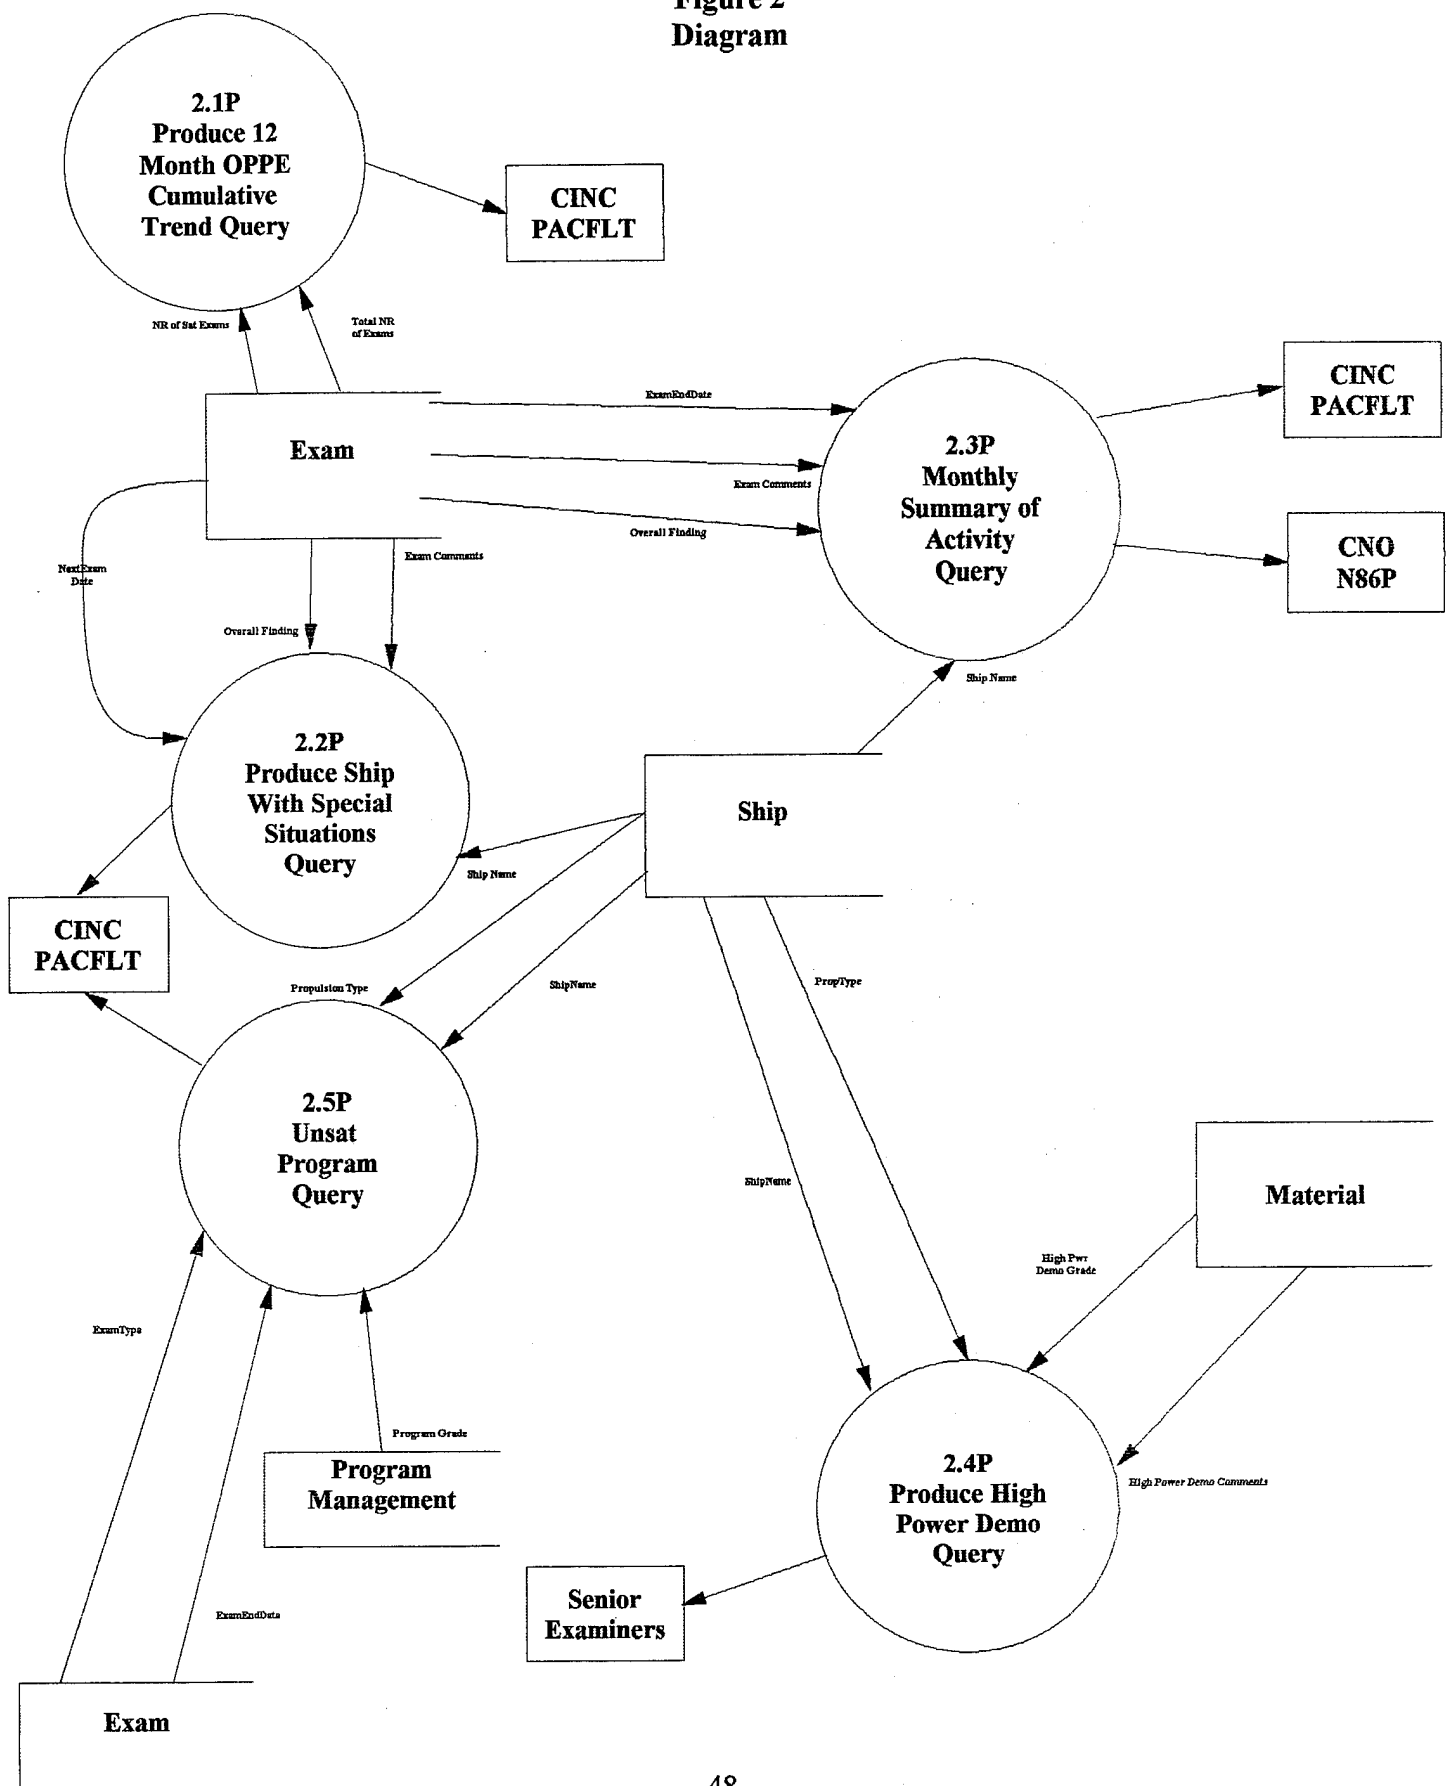 Figure 2
Diagram
2.1P
Produce 12
Month OPPE
Cumulative
Trend Query
CINC
PACFLT
NR of Sat Exams
Total NR
of Exams
Exam
ExamEndDate
Exam Comments
Overall Finding
2.3P
Monthly
Summary of
Activity
Query
CINC
PACFLT
CNO
N86P
NextExam
Date
Exam Comments
Overall Finding
Ship Name
2.2P
Produce Ship
With Special
Situations
Query
Ship
Ship Name
CINC
PACFLT
Propulsion Type
ShipName
PropType
2.5P
Unsat
Program
Query
ShipName
Material
High Pwr
Demo Grade
ExamType
Program Grade
Program
Management
2.4P
Produce High
Power Demo
Query
High Power Demo Comments
Senior
Examiners
ExamEndDate
Exam
48